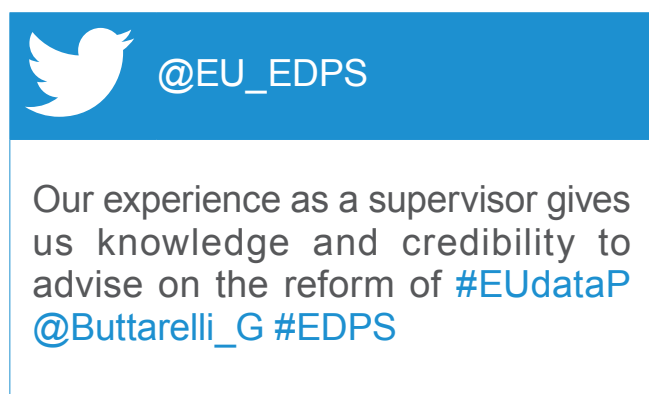 @EU_EDPS
Our experience as a supervisor gives
us knowledge and credibility to
advise on the reform of #EUdataP
@Buttarelli_G #EDPS